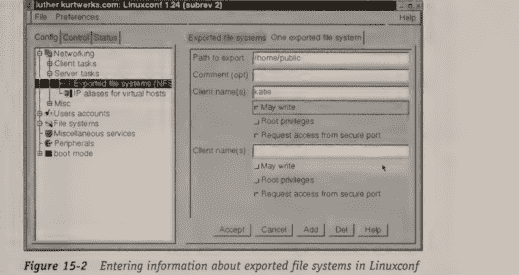 luther kurtwerks.com: Linuxconf 1.24 (subrev 2)
File Preferences Help
Config Control Status
Networking
Client tasks
Server tasks
Exported file systems (NFS
IP aliases for virtual hosts
Misc
Users accounts
File systems
Miscellaneous services
Peripherals
boot mode
Exported file systems One exported file system
Path to export /home/public
Comment (opt)
Client name(s) katie
May write
Root privileges
Request access from secure port
Client name(s)
May write
Root privileges
Request access from secure port
Accept Cancel Add Del Help
Figure 15-2 Entering information about exported file systems in Linuxconf